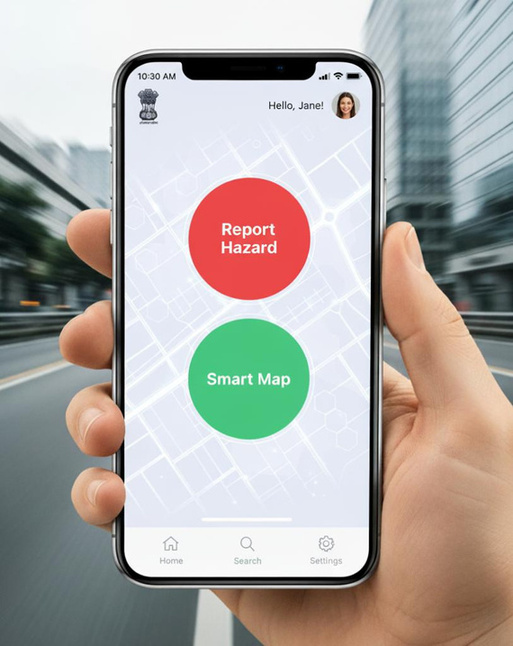 10:30 AM
Hello, Jane!
Report
Hazard
Smart Map
Home
Search
Settings